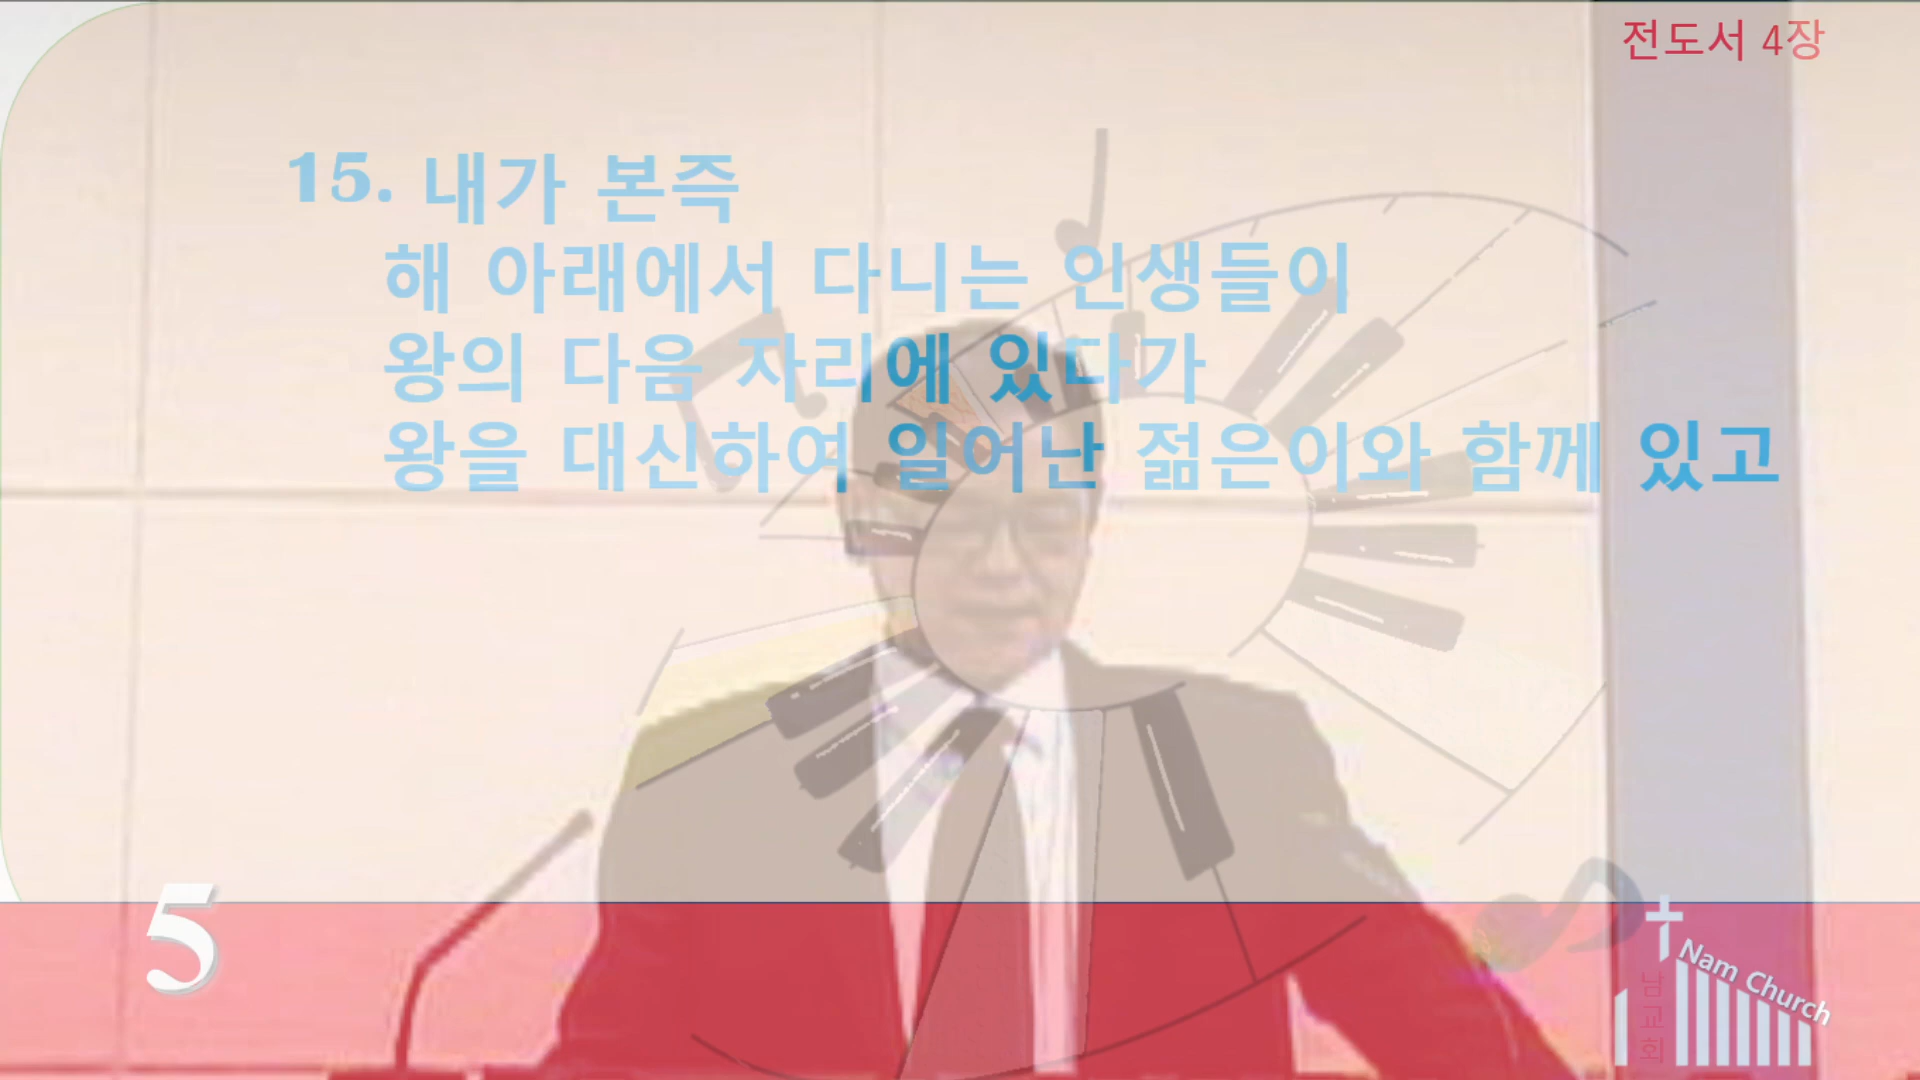 전도서 4장
15. 내가 본즉
해 아래에서 다니는 인생들이
왕의 다음 자리에 있다가
왕을 대신하여 일어난 젊은이와 함께 있고
5
Nam Church
남교회